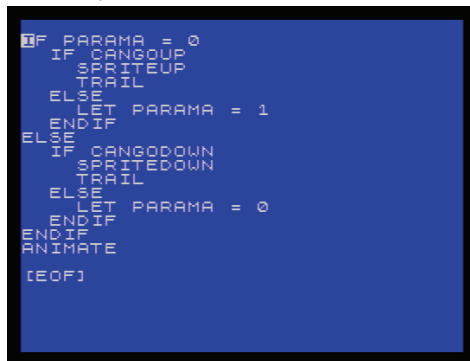 IF PARAMA = 0
IF CANGOUP
SPRITEUP
TRAIL
ELSE
LET PARAMA = 1
ENDIF
ELSE
IF CANGODOWN
SPRITEDOWN
TRAIL
ELSE
LET PARAMA = 0
ENDIF
ENDIF
ANIMATE
[EOF]